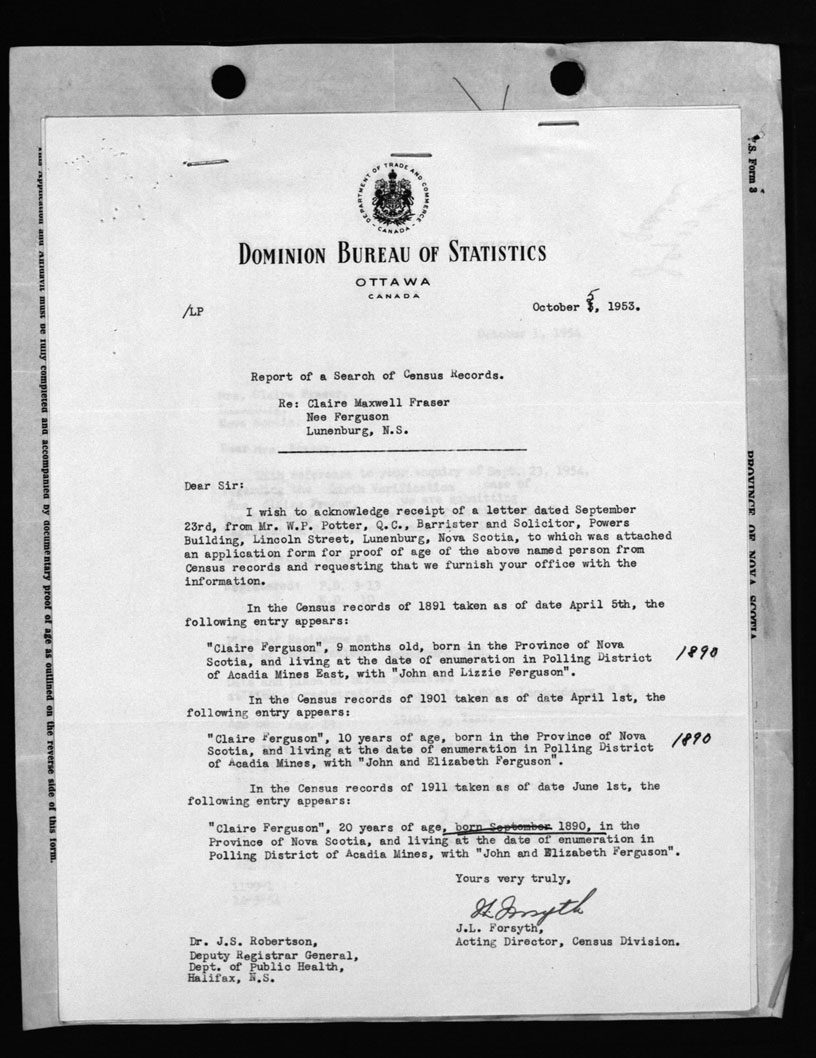 DEPARTMENT OF TRADE AND COMMERCE
CANADA
DOMINION BUREAU OF STATISTICS
OTTAWA
CANADA
/LP
October 5, 1953.
Report of a Search of Census Records.
Re: Claire Maxwell Fraser
Nee Ferguson
Lunenburg, N.S.
Dear Sir:
I wish to acknowledge receipt of a letter dated September
23rd, from Mr. W.P. Potter, Q.C., Barrister and Solicitor, Powers
Building, Lincoln Street, Lunenburg, Nova Scotia, to which was attached
an application form for proof of age of the above named person from
Census records and requesting that we furnish your office with the
information.
In the Census records of 1891 taken as of date April 5th, the
following entry appears:
"Claire Ferguson", 9 months old, born in the Province of Nova
Scotia, and living at the date of enumeration in Polling District
of Acadia Mines East, with "John and Lizzie Ferguson".
1890
In the Census records of 1901 taken as of date April 1st, the
following entry appears:
"Claire Ferguson", 10 years of age, born in the Province of Nova
Scotia, and living at the date of enumeration in Polling District
of Acadia Mines, with "John and Elizabeth Ferguson".
1890
In the Census records of 1911 taken as of date June 1st, the
following entry appears:
"Claire Ferguson", 20 years of age, born September 1890, in the
Province of Nova Scotia, and living at the date of enumeration in
Polling District of Acadia Mines, with "John and Elizabeth Ferguson".
Yours very truly,
J.L. Forsyth
J.L. Forsyth,
Acting Director, Census Division.
Dr. J.S. Robertson,
Deputy Registrar General,
Dept. of Public Health,
Halifax, N.S.
Application and Affidavit must be fully completed and accompanied by documentary proof of age as outlined on the reverse side of this form.
V.S. Form 3
PROVINCE OF NOVA SCOTIA
October 1, 1954